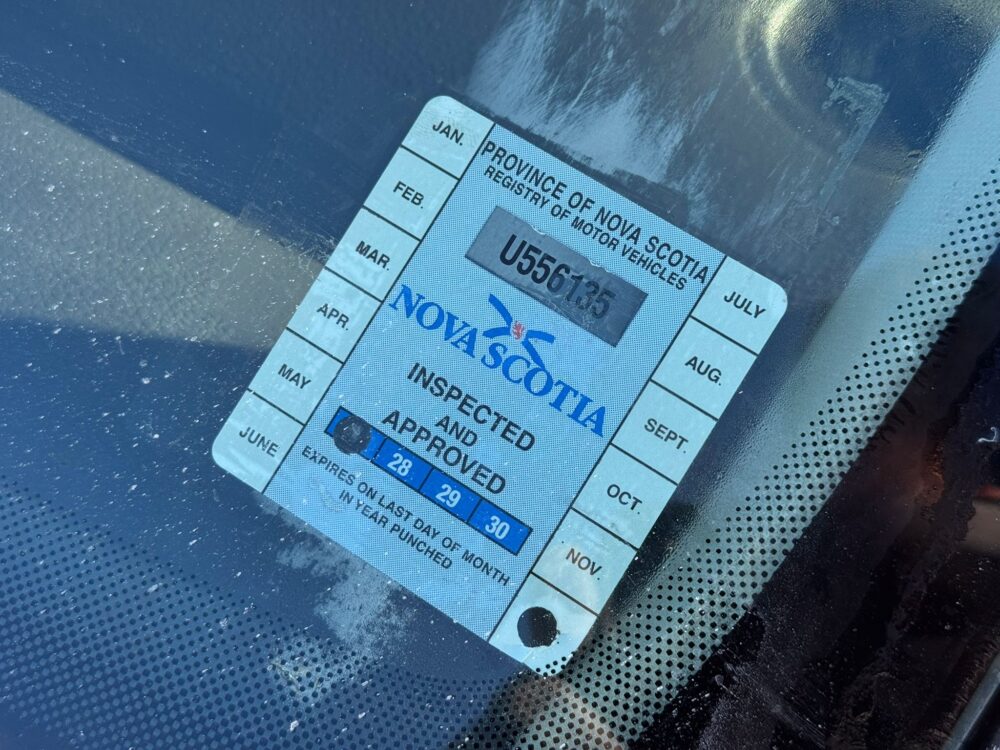 PROVINCE OF NOVA SCOTIA
REGISTRY OF MOTOR VEHICLES
U556135
NOVA SCOTIA
INSPECTED
AND
APPROVED
28 29 30
EXPIRES ON LAST DAY OF MONTH
IN YEAR PUNCHED
JAN.
FEB.
MAR.
APR.
MAY
JUNE
JULY
AUG.
SEPT.
OCT.
NOV.